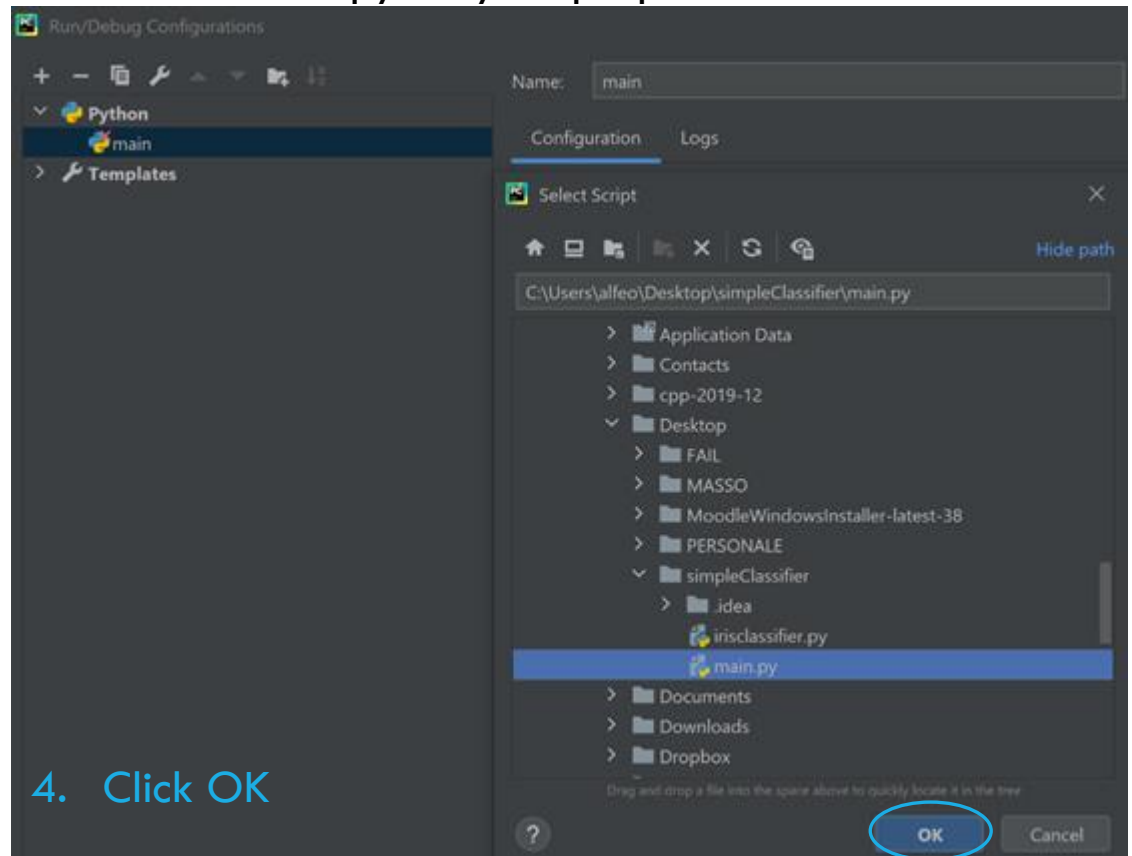 Run/Debug Configurations
Name: main
Python
main
Configuration Logs
Templates
Select Script
Hide path
C:\Users\alfeo\Desktop\simpleClassifier\main.py
Application Data
Contacts
cpp-2019-12
Desktop
FAIL
MASSO
MoodleWindowsInstaller-latest-38
PERSONALE
simpleClassifier
.idea
irisclassifier.py
main.py
Documents
Downloads
Dropbox
4. Click OK
Drag and drop a file into the space above to quickly locate it in the tree
? OK Cancel